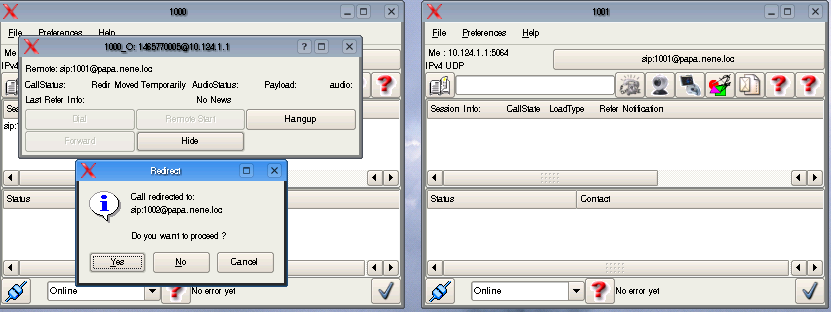 1000
File Preferences Help
Me :
IPv4 UDP
1000_O: 1465770005@10.124.1.1
Remote: sip:1001@papa.nene.loc
CallStatus: Redir Moved Temporarily AudioStatus: Payload: audio:
Last Refer Info: No News
Dial Remote Start Hangup
Forward Hide
Redirect
Call redirected to:
sip:1002@papa.nene.loc
Do you want to proceed ?
Yes No Cancel
Status
Online No error yet
1001
File Preferences Help
Me : 10.124.1.1:5064 sip:1001@papa.nene.loc
IPv4 UDP
Session Info: CallState LoadType Refer Notification
Status Contact
Online No error yet